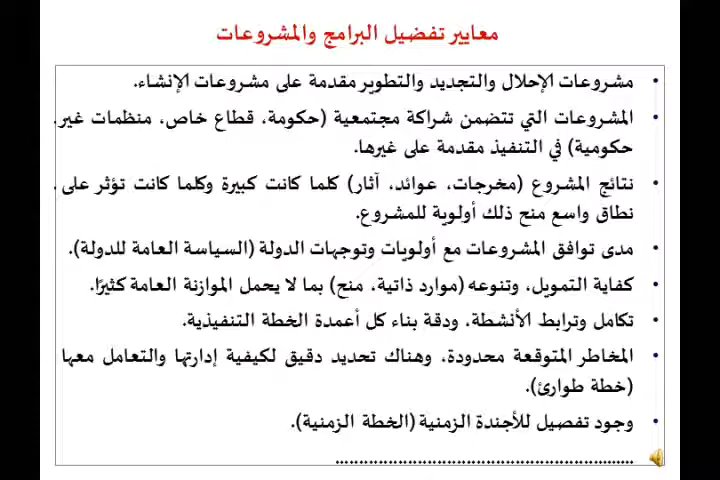 معايير تفضيل البرامج والمشروعات
• مشروعات الإحلال والتجديد والتطوير مقدمة على مشروعات الإنشاء.
• المشروعات التي تتضمن شراكة مجتمعية (حكومة، قطاع خاص، منظمات غير
حكومية) في التنفيذ مقدمة على غيرها.
• نتائج المشروع (مخرجات، عوائد، آثار) كلما كانت كبيرة وكلما كانت تؤثر على
نطاق واسع منح ذلك أولوية للمشروع.
• مدى توافق المشروعات مع أولويات وتوجهات الدولة (السياسة العامة للدولة).
• كفاية التمويل، وتنوعه (موارد ذاتية، منح) بما لا يحمل الموازنة العامة كثيرًا.
• تكامل وترابط الأنشطة، ودقة بناء كل أعمدة الخطة التنفيذية.
• المخاطر المتوقعة محدودة، وهناك تحديد دقيق لكيفية إدارتها والتعامل معها
(خطة طوارئ).
• وجود تفصيل للأجندة الزمنية (الخطة الزمنية).
............................................................